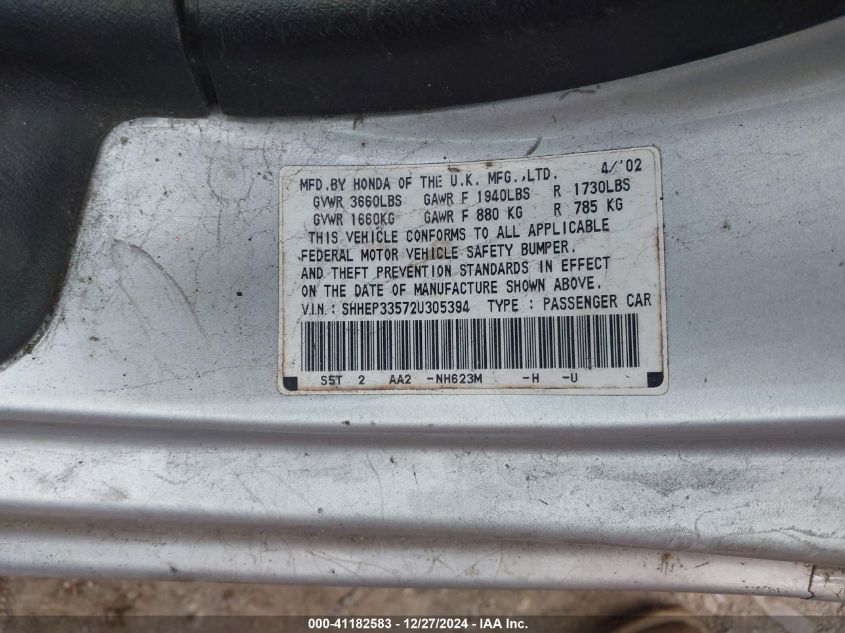 MFD.BY HONDA OF THE U.K. MFG.,LTD. 4/'02
GVWR 3660LBS GAWR F 1940LBS R 1730LBS
GVWR 1660KG GAWR F 880 KG R 785 KG
THIS VEHICLE CONFORMS TO ALL APPLICABLE
FEDERAL MOTOR VEHICLE SAFETY BUMPER.
AND THEFT PREVENTION STANDARDS IN EFFECT
ON THE DATE OF MANUFACTURE SHOWN ABOVE.
V.I.N.: SHHEP33572U305394 TYPE : PASSENGER CAR
S5T 2 AA2 -NH623M -H -U
000-41182583 - 12/27/2024 - IAA Inc.